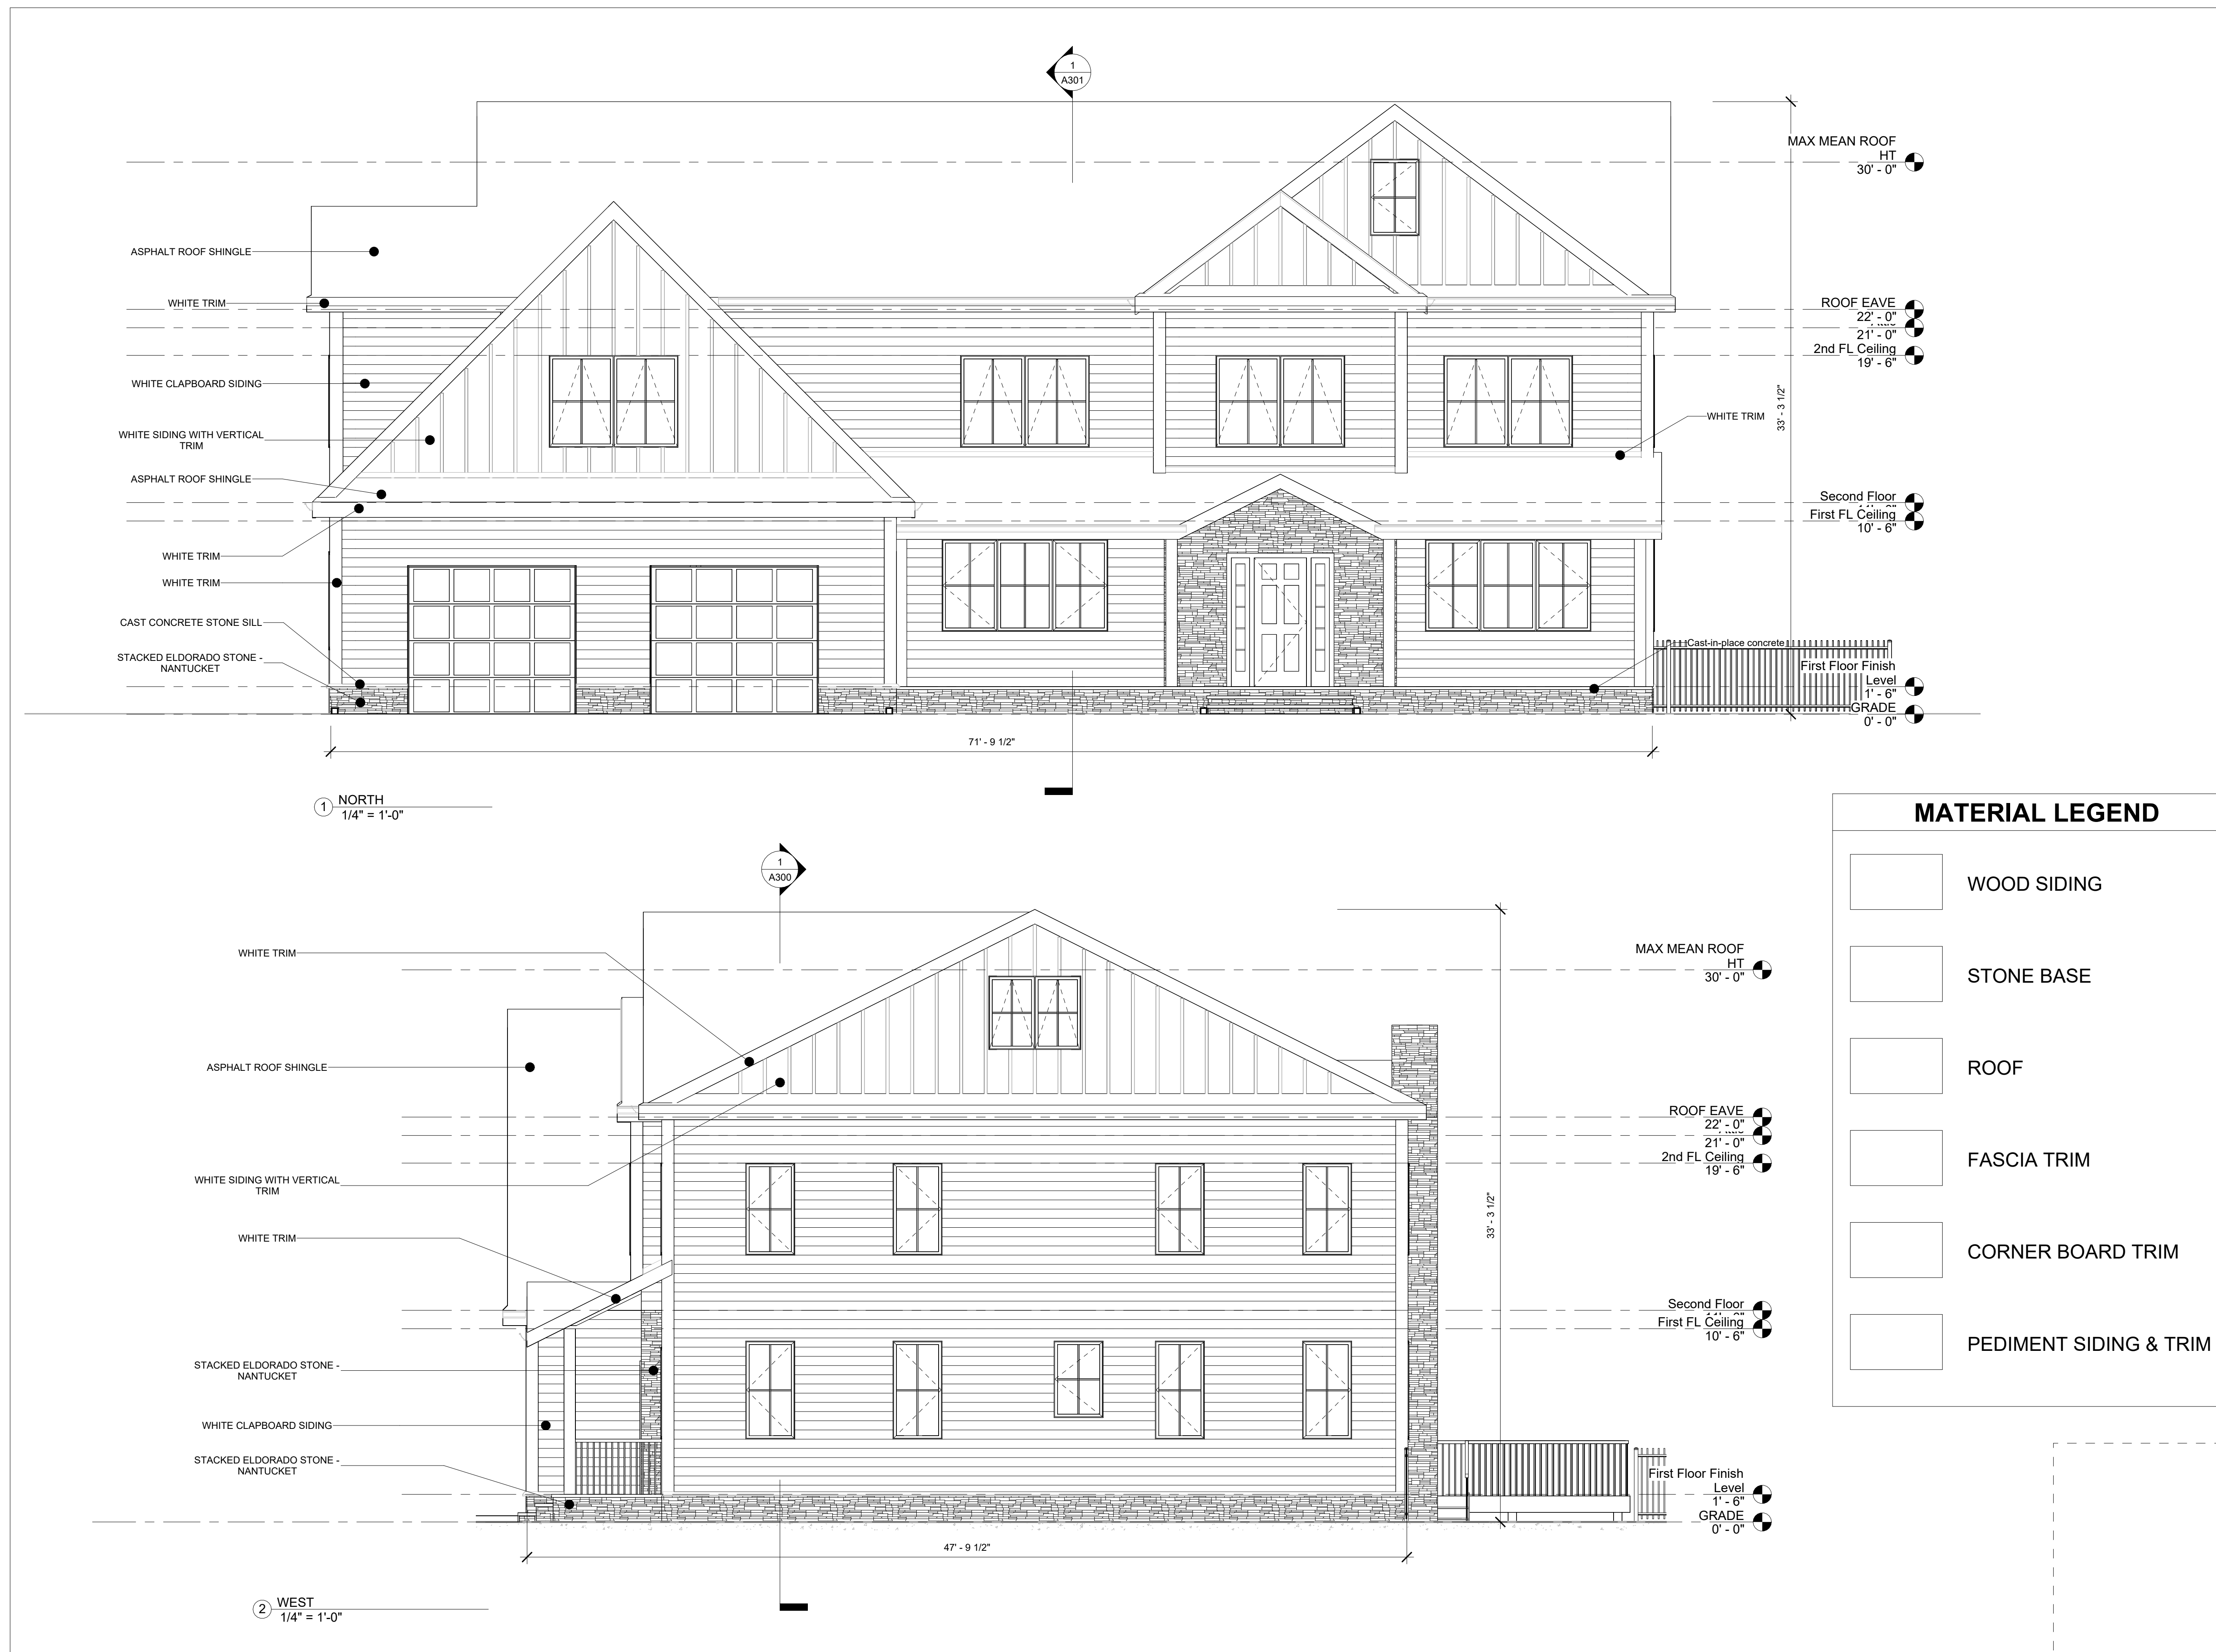 1
A301
MAX MEAN ROOF
HT
30' - 0"
ASPHALT ROOF SHINGLE
WHITE TRIM
ROOF EAVE
22' - 0"
21' - 0"
2nd FL Ceiling
19' - 6"
WHITE CLAPBOARD SIDING
WHITE TRIM
33' - 3 1/2"
WHITE SIDING WITH VERTICAL
TRIM
ASPHALT ROOF SHINGLE
Second Floor
First FL Ceiling
10' - 6"
WHITE TRIM
WHITE TRIM
CAST CONCRETE STONE SILL
STACKED ELDORADO STONE -
NANTUCKET
Cast-in-place concrete
First Floor Finish
Level
1' - 6"
GRADE
0' - 0"
71' - 9 1/2"
1
NORTH
1/4" = 1'-0"
MATERIAL LEGEND
WOOD SIDING
STONE BASE
ROOF
FASCIA TRIM
CORNER BOARD TRIM
PEDIMENT SIDING & TRIM
1
A300
WHITE TRIM
MAX MEAN ROOF
HT
30' - 0"
ASPHALT ROOF SHINGLE
ROOF EAVE
22' - 0"
21' - 0"
2nd FL Ceiling
19' - 6"
WHITE SIDING WITH VERTICAL
TRIM
33' - 3 1/2"
WHITE TRIM
Second Floor
First FL Ceiling
10' - 6"
STACKED ELDORADO STONE -
NANTUCKET
WHITE CLAPBOARD SIDING
STACKED ELDORADO STONE -
NANTUCKET
First Floor Finish
Level
1' - 6"
GRADE
0' - 0"
47' - 9 1/2"
2
WEST
1/4" = 1'-0"